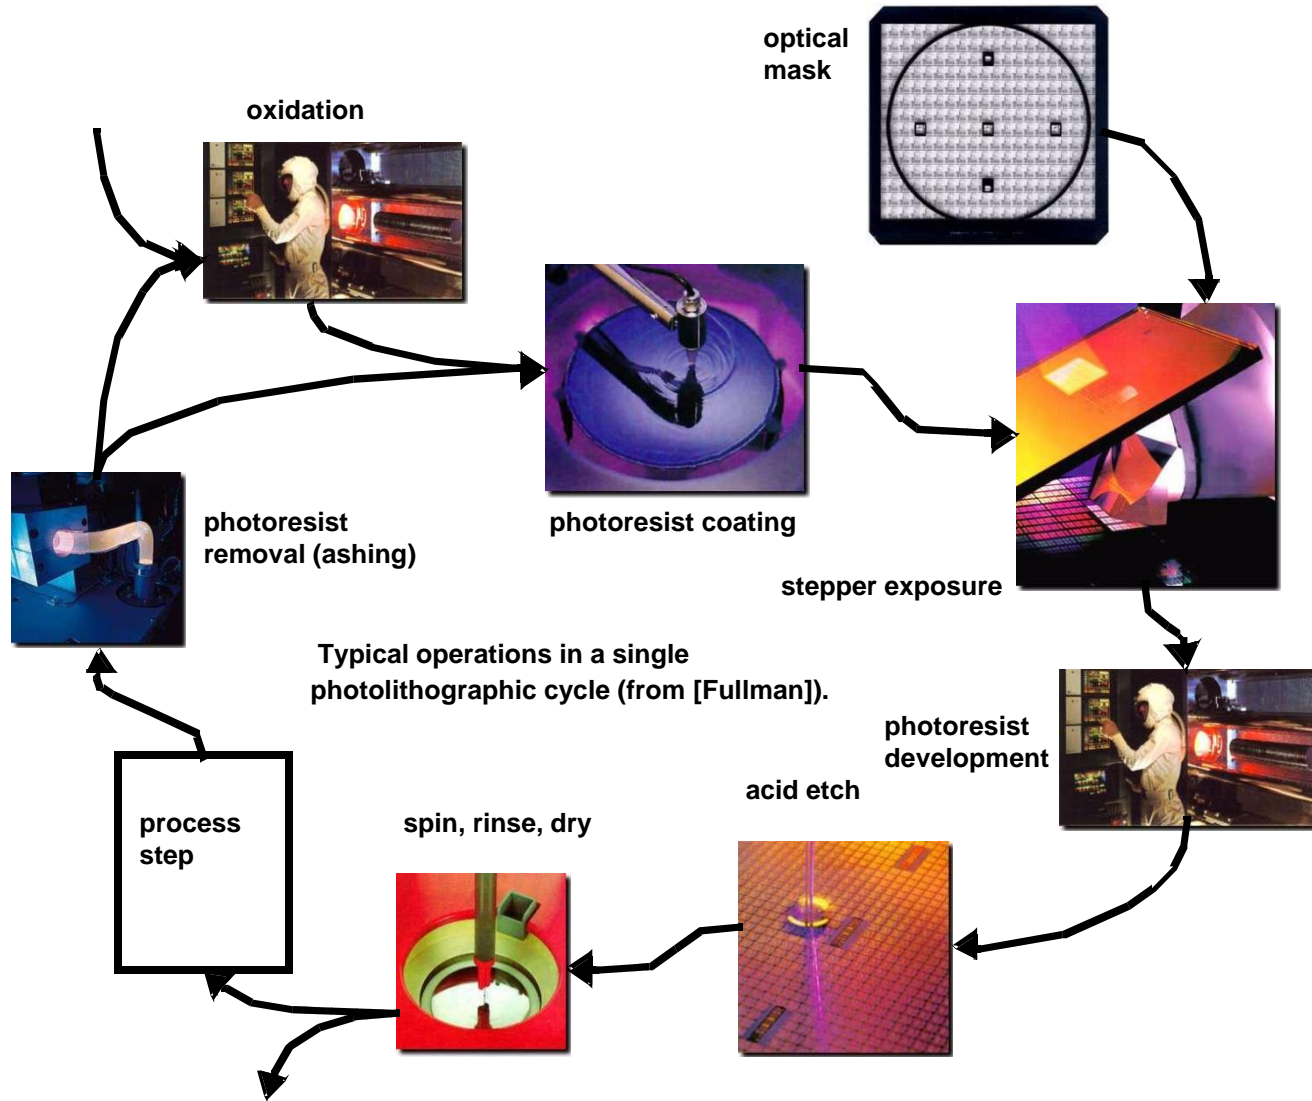 optical
mask
oxidation
photoresist
removal (ashing)
photoresist coating
stepper exposure
Typical operations in a single
photolithographic cycle (from [Fullman]).
photoresist
development
acid etch
spin, rinse, dry
process
step